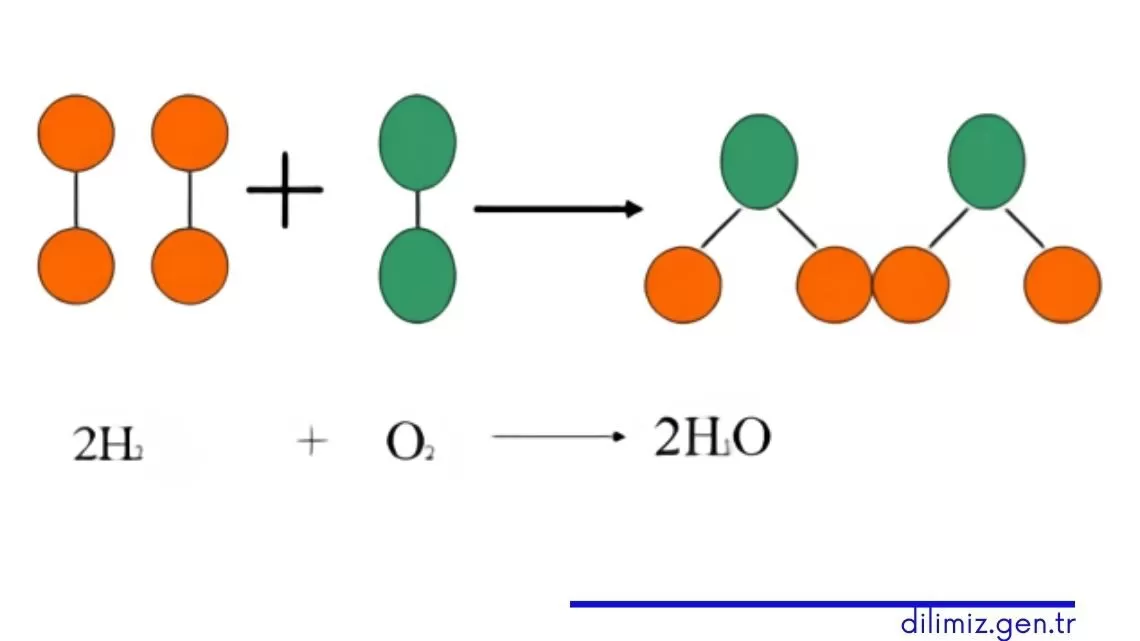 2H₂ + O₂ → 2H₂O
dilimiz.gen.tr